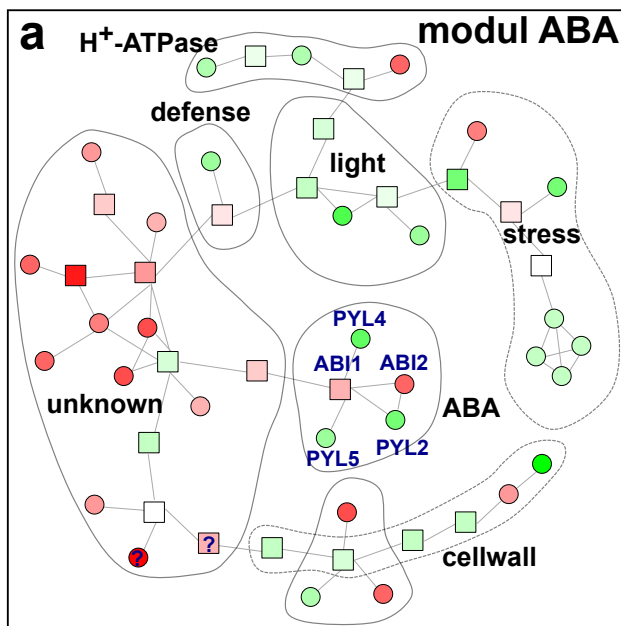 a
modul ABA
H+-ATPase
defense
light
stress
PYL4
ABI1
ABI2
unknown
ABA
PYL5
PYL2
?
?
cellwall